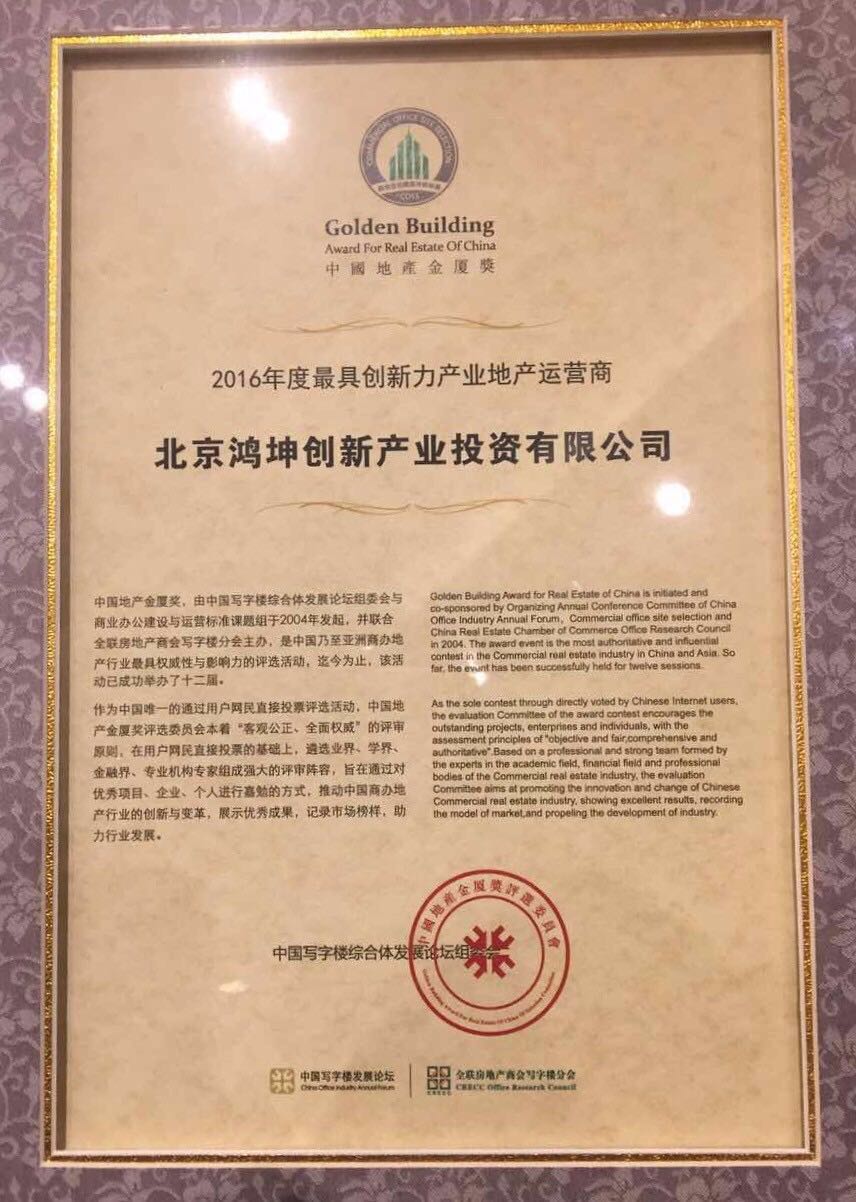 COMMERCIAL OFFICE SITE SELECTION
COSS
Golden Building
Award For Real Estate Of China
中國地產金厦獎
2016年度最具创新力产业地产运营商
北京鸿坤创新产业投资有限公司
中国地产金厦奖，由中国写字楼综合体发展论坛组委会与
商业办公建设与运营标准课题组于2004年发起，并联合
全联房地产商会写字楼分会主办，是中国乃至亚洲商办地
产行业最具权威性与影响力的评选活动，迄今为止，该活
动已成功举办了十二届。
作为中国唯一的通过用户网民直接投票评选活动，中国地
产金厦奖评选委员会本着“客观公正、全面权威”的评审
原则，在用户网民直接投票的基础上，遴选业界、学界、
金融界、专业机构专家组成强大的评审阵容，旨在通过对
优秀项目、企业、个人进行嘉勉的方式，推动中国商办地
产行业的创新与变革，展示优秀成果，记录市场榜样，助
力行业发展。
Golden Building Award for Real Estate of China is initiated and
co-sponsored by Organizing Annual Conference Committee of China
Office Industry Annual Forum，Commercial office site selection and
China Real Estate Chamber of Commerce Office Research Council
in 2004. The award event is the most authoritative and influential
contest in the Commercial real estate industry in China and Asia. So
far, the event has been successfully held for twelve sessions.
As the sole contest through directly voted by Chinese Internet users,
the evaluation Committee of the award contest encourages the
outstanding projects, enterprises and individuals, with the
assessment principles of "objective and fair,comprehensive and
authoritative".Based on a professional and strong team formed by
the experts in the academic field, financial field and professional
bodies of the Commercial real estate industry, the evaluation
Committee aims at promoting the innovation and change of Chinese
Commercial real estate industry, showing excellent results, recording
the model of market,and propeling the development of industry.
中國地產金厦獎評選委員會
中国写字楼综合体发展论坛组委会
中国写字楼发展论坛
China Office Industry Annual Forum
全联房地产商会写字楼分会
CRECC Office Research Council
CRECC